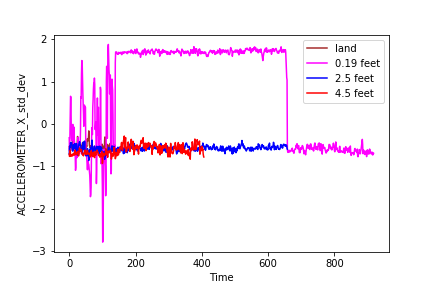 land
0.19 feet
2.5 feet
4.5 feet
2
1
0
−1
−2
−3
ACCELEROMETER_X_std_dev
0 200 400 600 800
Time